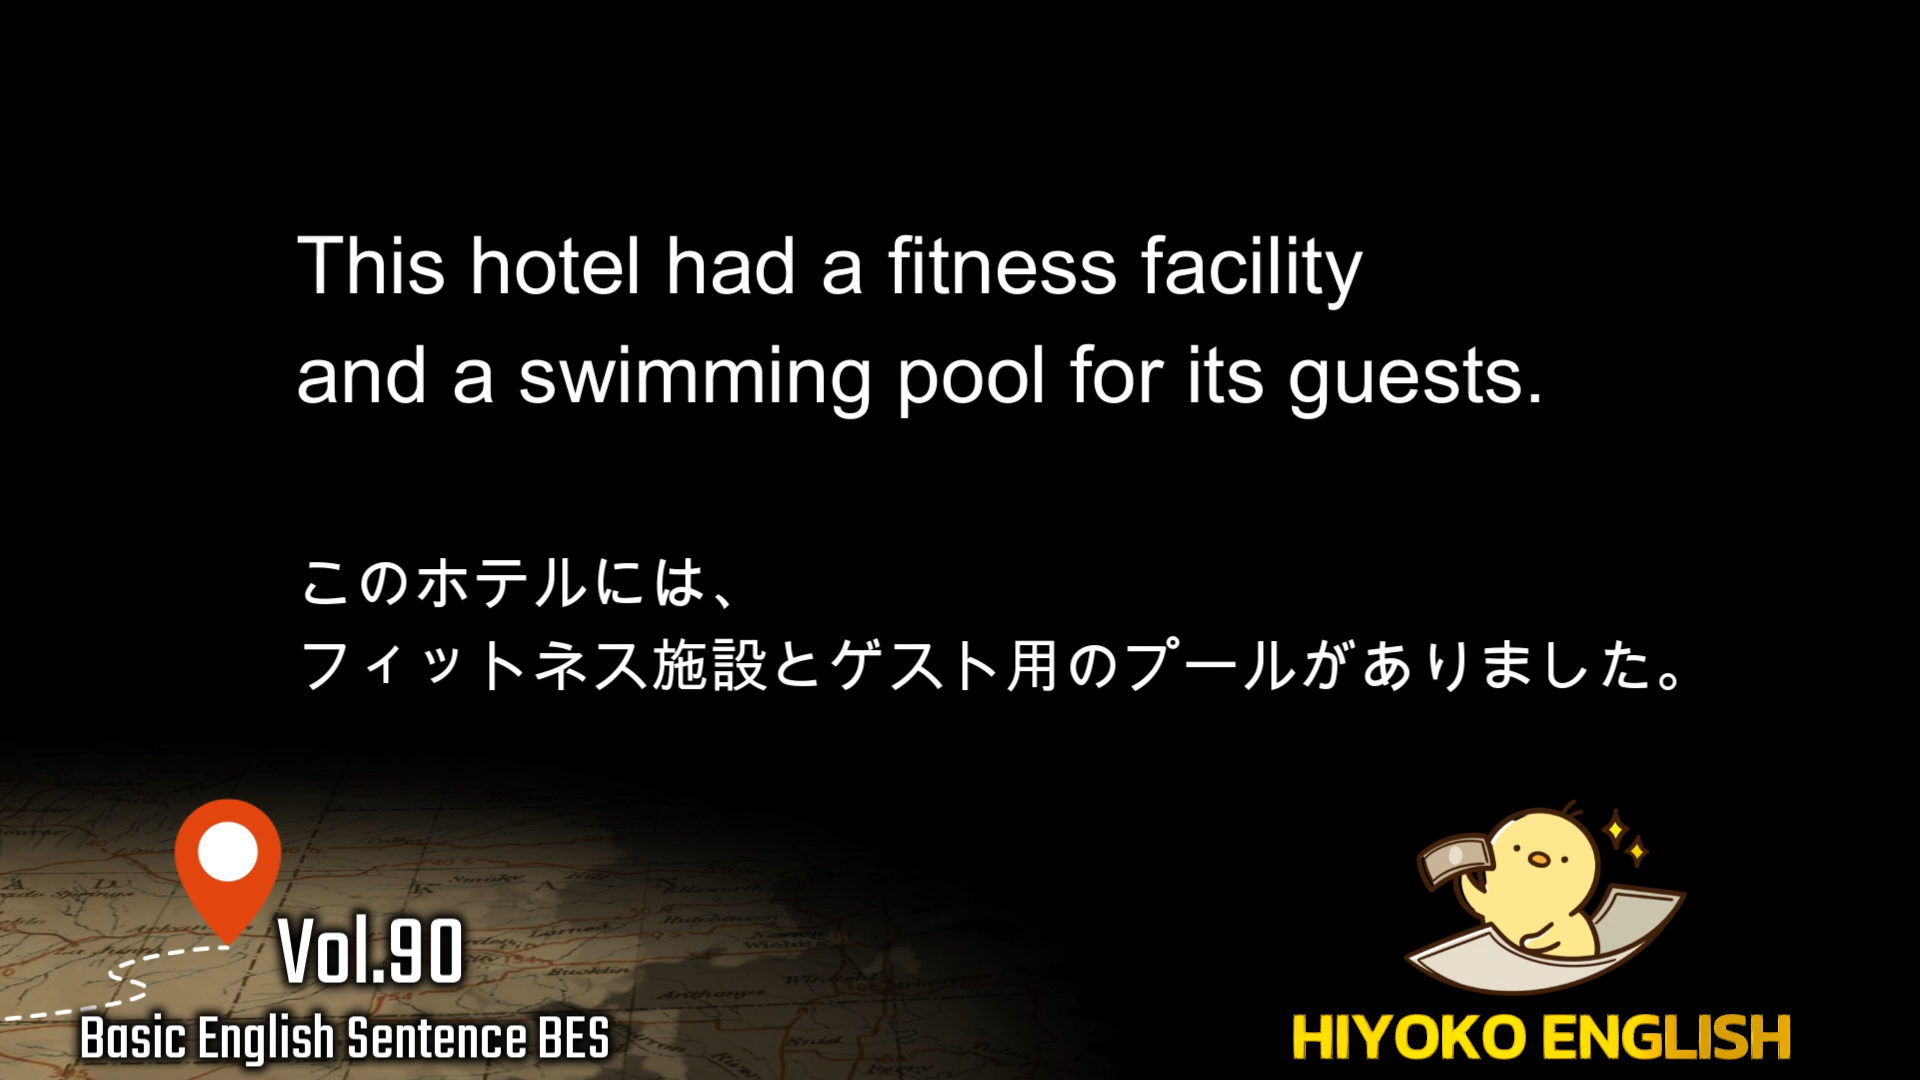 This hotel had a fitness facility
and a swimming pool for its guests.
このホテルには、
フィットネス施設とゲスト用のプールがありました。
Vol.90
Basic English Sentence BES
HIYOKO ENGLISH